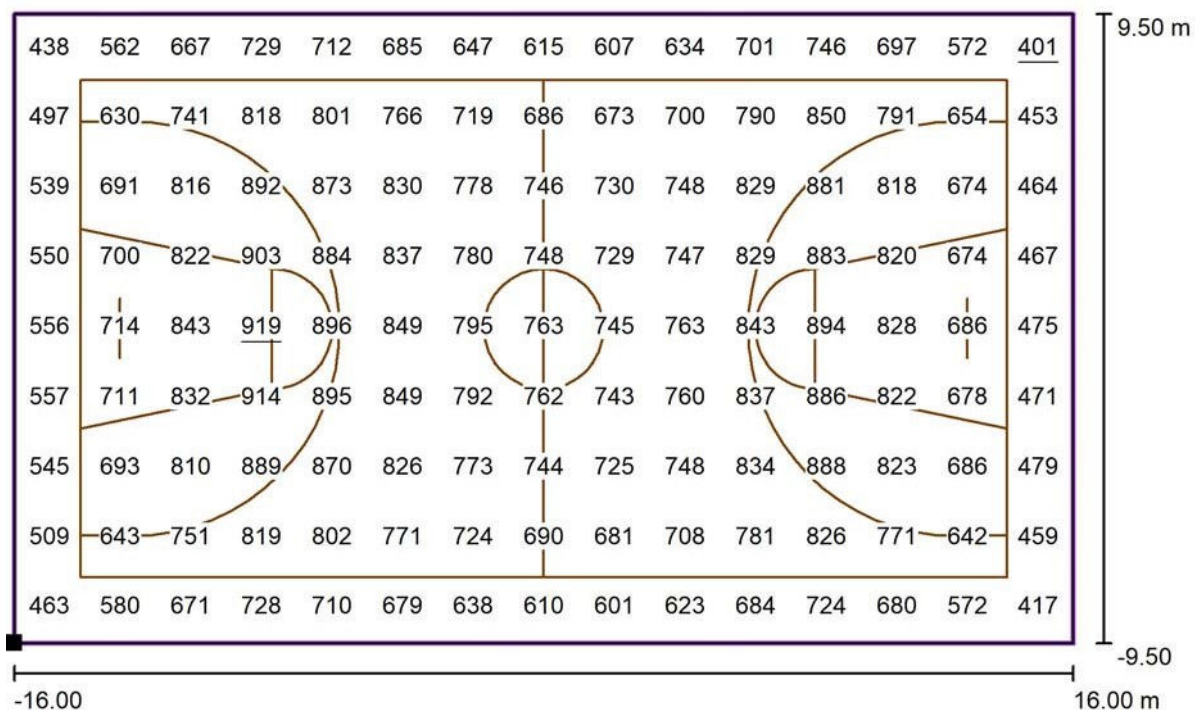 438 562 667 729 712 685 647 615 607 634 701 746 697 572 401
9.50 m
497 630 741 818 801 766 719 686 673 700 790 850 791 654 453
539 691 816 892 873 830 778 746 730 748 829 881 818 674 464
550 700 822 903 884 837 780 748 729 747 829 883 820 674 467
556 714 843 919 896 849 795 763 745 763 843 894 828 686 475
557 711 832 914 895 849 792 762 743 760 837 886 822 678 471
545 693 810 889 870 826 773 744 725 748 834 888 823 686 479
509 643 751 819 802 771 724 690 681 708 781 826 771 642 459
463 580 671 728 710 679 638 610 601 623 684 724 680 572 417
-9.50
-16.00 16.00 m